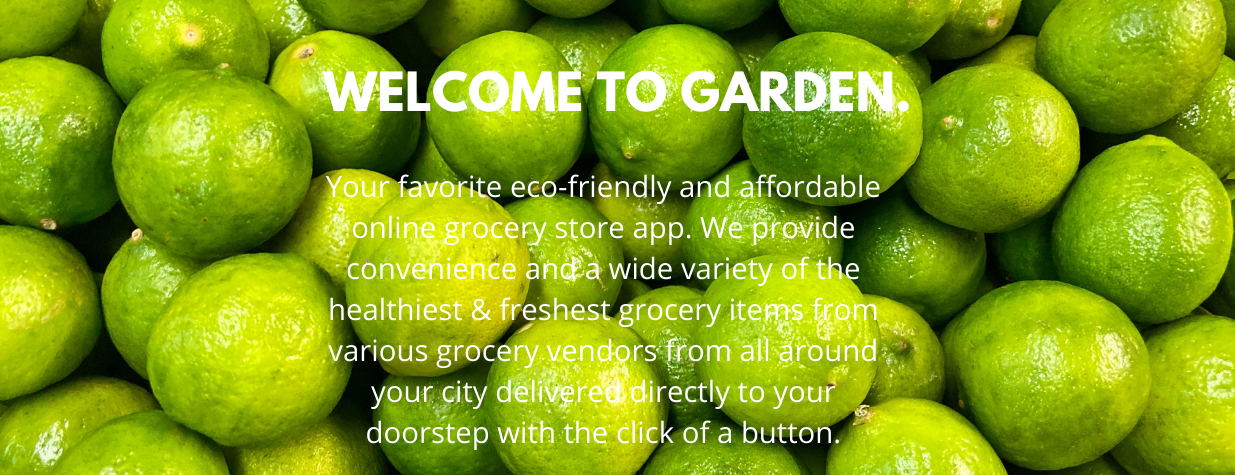 WELCOME TO GARDEN.
Your favorite eco-friendly and affordable
online grocery store app. We provide
convenience and a wide variety of the
healthiest & freshest grocery items from
various grocery vendors from all around
your city delivered directly to your
doorstep with the click of a button.